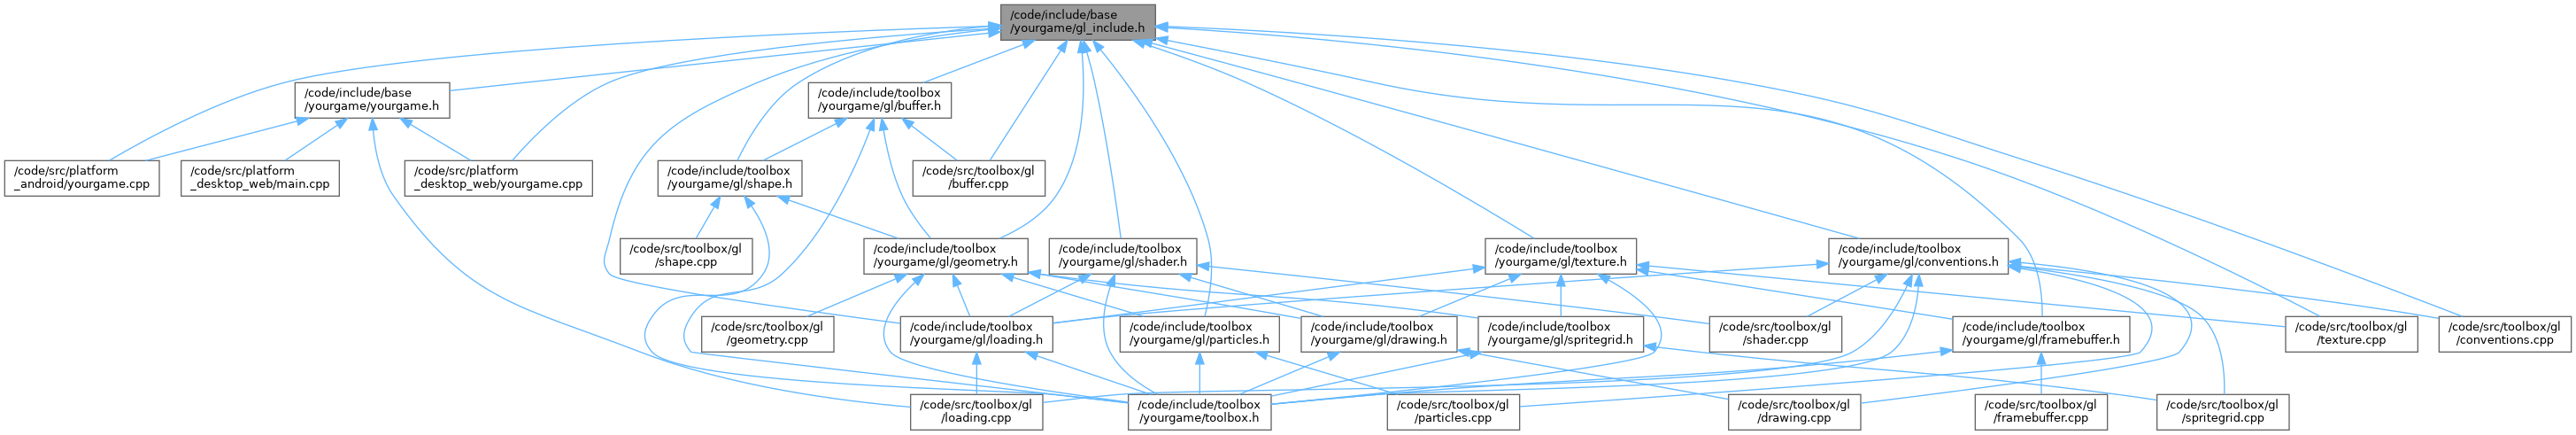 /code/include/base
/yourgame/gl_include.h
/code/include/base
/yourgame/yourgame.h
/code/include/toolbox
/yourgame/gl/buffer.h
/code/src/platform
_android/yourgame.cpp
/code/src/platform
_desktop_web/main.cpp
/code/src/platform
_desktop_web/yourgame.cpp
/code/include/toolbox
/yourgame/gl/shape.h
/code/src/toolbox/gl
/buffer.cpp
/code/src/toolbox/gl
/shape.cpp
/code/include/toolbox
/yourgame/gl/geometry.h
/code/include/toolbox
/yourgame/gl/shader.h
/code/include/toolbox
/yourgame/gl/texture.h
/code/include/toolbox
/yourgame/gl/conventions.h
/code/src/toolbox/gl
/geometry.cpp
/code/include/toolbox
/yourgame/gl/loading.h
/code/include/toolbox
/yourgame/gl/particles.h
/code/include/toolbox
/yourgame/gl/drawing.h
/code/include/toolbox
/yourgame/gl/spritegrid.h
/code/src/toolbox/gl
/shader.cpp
/code/include/toolbox
/yourgame/gl/framebuffer.h
/code/src/toolbox/gl
/texture.cpp
/code/src/toolbox/gl
/conventions.cpp
/code/src/toolbox/gl
/loading.cpp
/code/include/toolbox
/yourgame/toolbox.h
/code/src/toolbox/gl
/particles.cpp
/code/src/toolbox/gl
/drawing.cpp
/code/src/toolbox/gl
/framebuffer.cpp
/code/src/toolbox/gl
/spritegrid.cpp